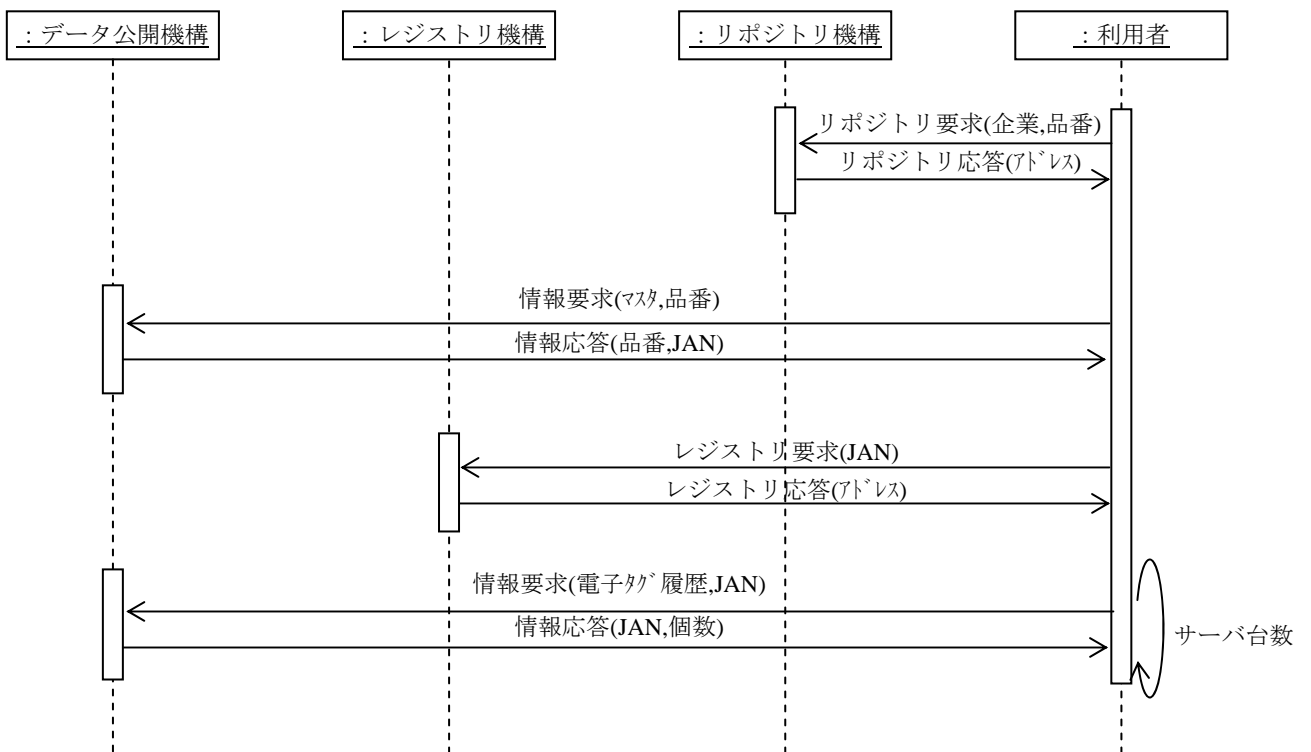 ：データ公開機構
：レジストリ機構
：リポジトリ機構
：利用者
リポジトリ要求(企業,品番)
リポジトリ応答(ｱﾄﾞﾚｽ)
情報要求(ﾏｽﾀ,品番)
情報応答(品番,JAN)
レジストリ要求(JAN)
レジストリ応答(ｱﾄﾞﾚｽ)
情報要求(電子ﾀｸﾞ履歴,JAN)
情報応答(JAN,個数)
サーバ台数